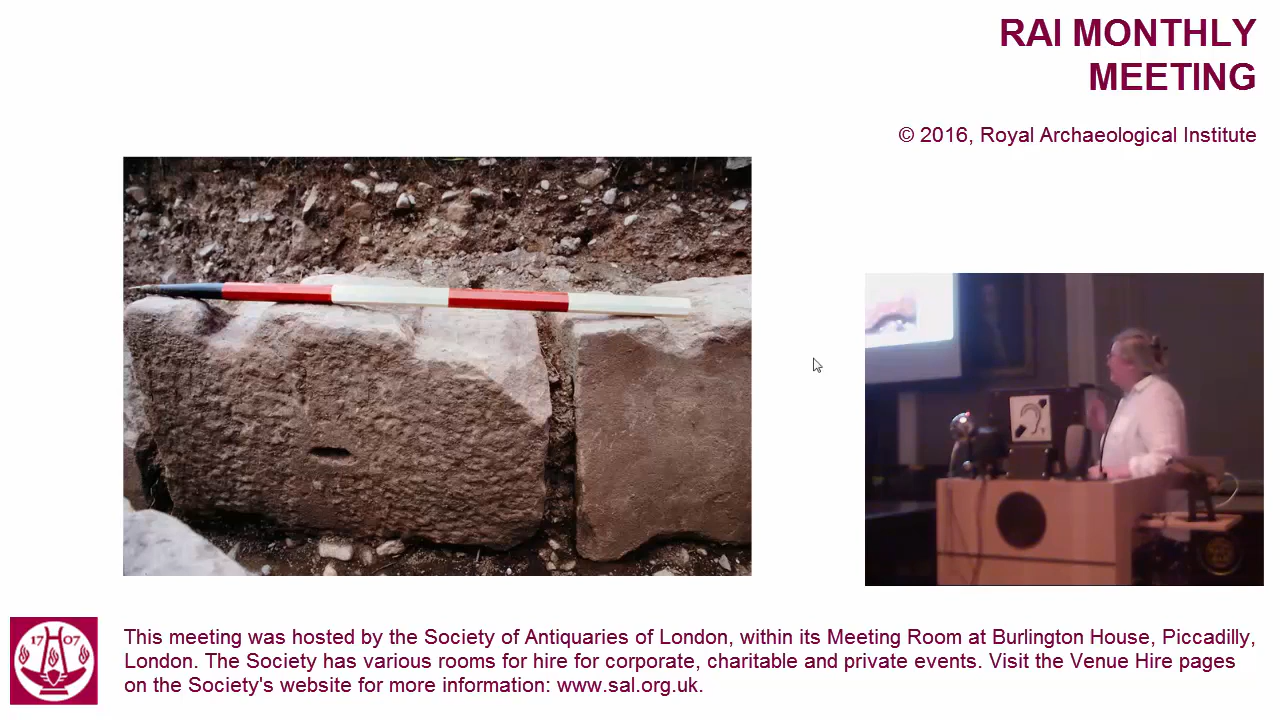 RAI MONTHLY
MEETING
© 2016, Royal Archaeological Institute
17 07
This meeting was hosted by the Society of Antiquaries of London, within its Meeting Room at Burlington House, Piccadilly,
London. The Society has various rooms for hire for corporate, charitable and private events. Visit the Venue Hire pages
on the Society's website for more information: www.sal.org.uk.